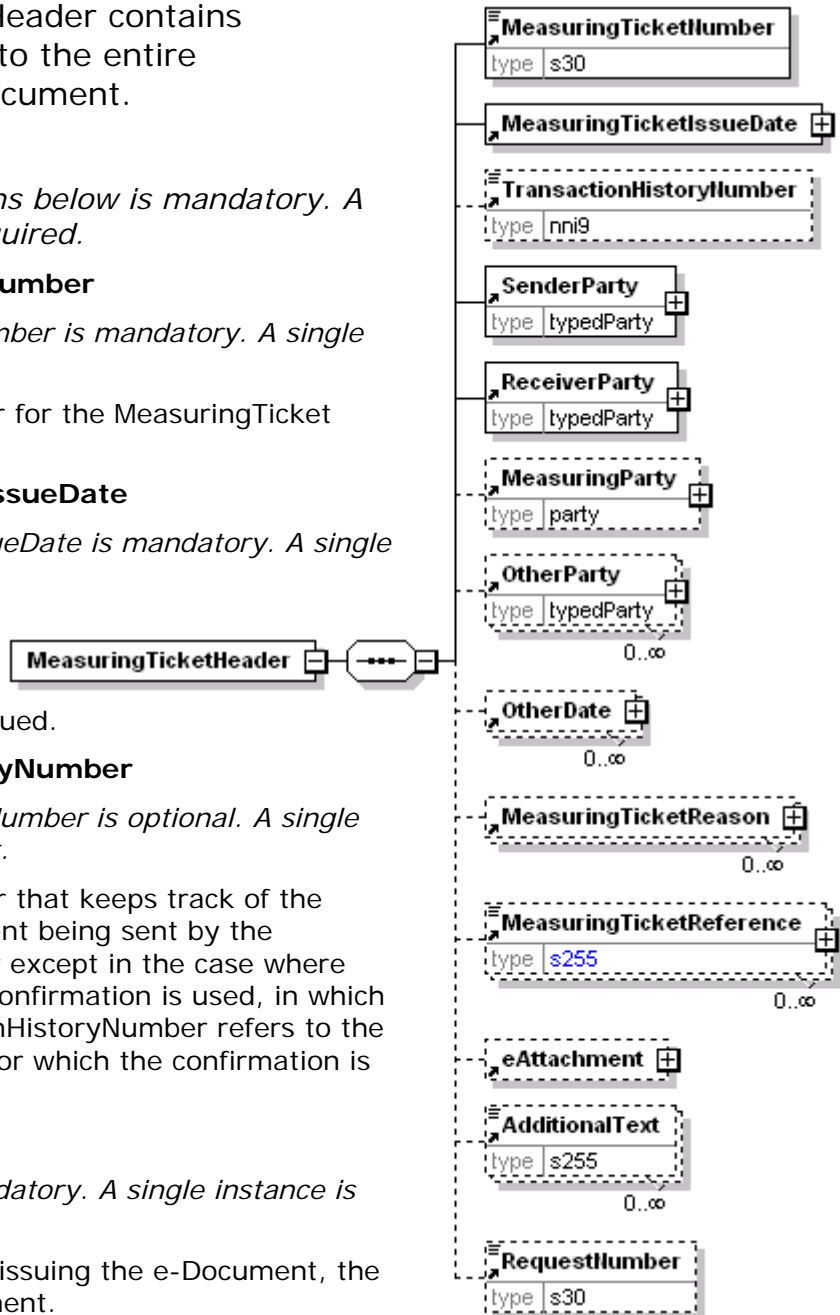 Header contains
to the entire
cument.
ns below is mandatory. A
uired.
umber
mber is mandatory. A single
r for the MeasuringTicket
ssueDate
ueDate is mandatory. A single
ued.
yNumber
Number is optional. A single
r that keeps track of the
ent being sent by the
r except in the case where
onfirmation is used, in which
nHistoryNumber refers to the
or which the confirmation is
datory. A single instance is
issuing the e-Document, the
ment.
MeasuringTicketHeader
MeasuringTicketNumber
type s30
MeasuringTicketIssueDate
TransactionHistoryNumber
type nni9
SenderParty
type typedParty
ReceiverParty
type typedParty
MeasuringParty
type party
OtherParty
type typedParty
0..∞
OtherDate
0..∞
MeasuringTicketReason
0..∞
MeasuringTicketReference
type s255
0..∞
eAttachment
AdditionalText
type s255
0..∞
RequestNumber
type s30